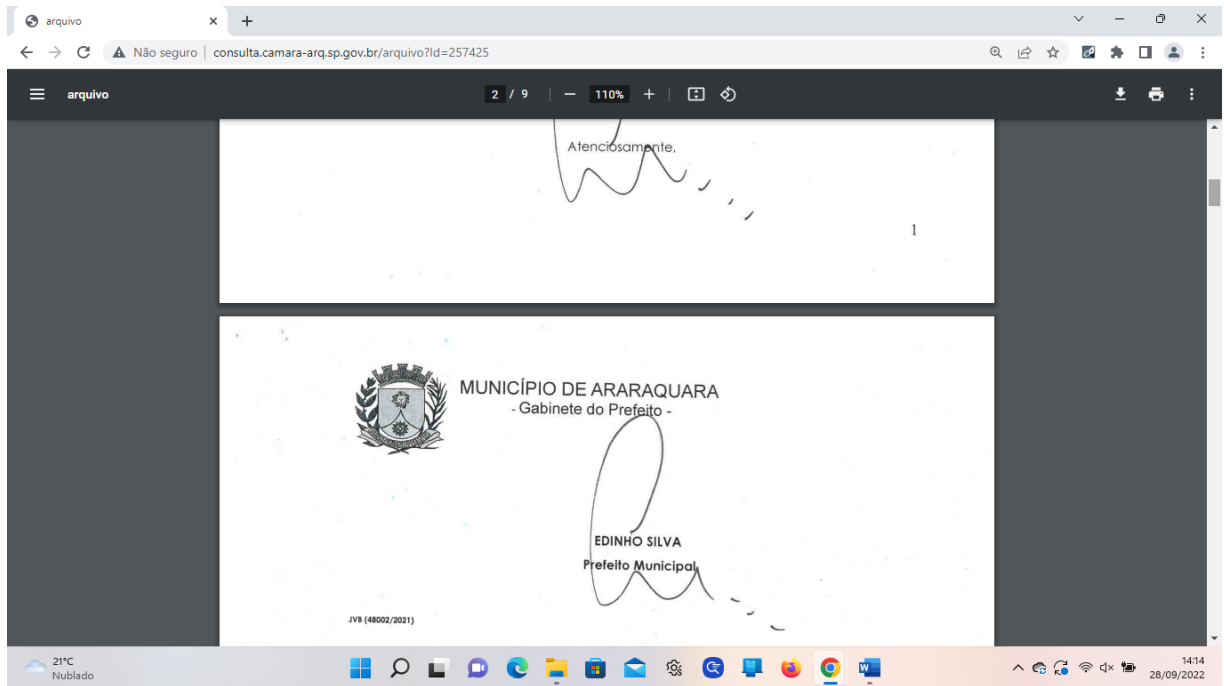 arquivo
Não seguro | consulta.camara-arq.sp.gov.br/arquivo?Id=257425
arquivo
2 / 9
110%
Atenciosamente,
1
MUNICÍPIO DE ARARAQUARA
- Gabinete do Prefeito -
EDINHO SILVA
Prefeito Municipal
JVB (48002/2021)
21°C
Nublado
14:14
28/09/2022